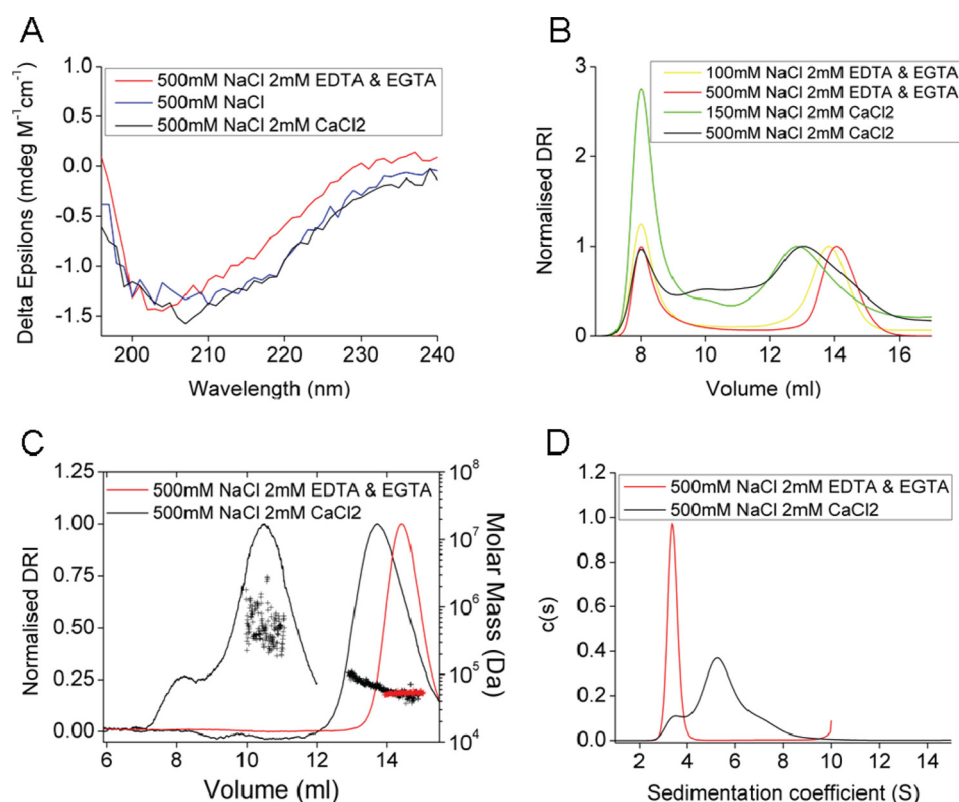 A
1.0
0.5
0.0
-0.5
-1.0
-1.5
Delta Epsilons (mdeg M⁻¹cm⁻¹)
500mM NaCl 2mM EDTA & EGTA
500mM NaCl
500mM NaCl 2mM CaCl2
200
210
220
230
240
Wavelength (nm)
B
3
2
1
0
Normalised DRI
100mM NaCl 2mM EDTA & EGTA
500mM NaCl 2mM EDTA & EGTA
150mM NaCl 2mM CaCl2
500mM NaCl 2mM CaCl2
8
10
12
14
16
Volume (ml)
C
1.25
1.00
0.75
0.50
0.25
0.00
Normalised DRI
500mM NaCl 2mM EDTA & EGTA
500mM NaCl 2mM CaCl2
10⁸
10⁷
10⁶
10⁵
10⁴
Molar Mass (Da)
6
8
10
12
14
Volume (ml)
D
1.2
1.0
0.8
0.6
0.4
0.2
0.0
c(s)
500mM NaCl 2mM EDTA & EGTA
500mM NaCl 2mM CaCl2
2
4
6
8
10
12
14
Sedimentation coefficient (S)